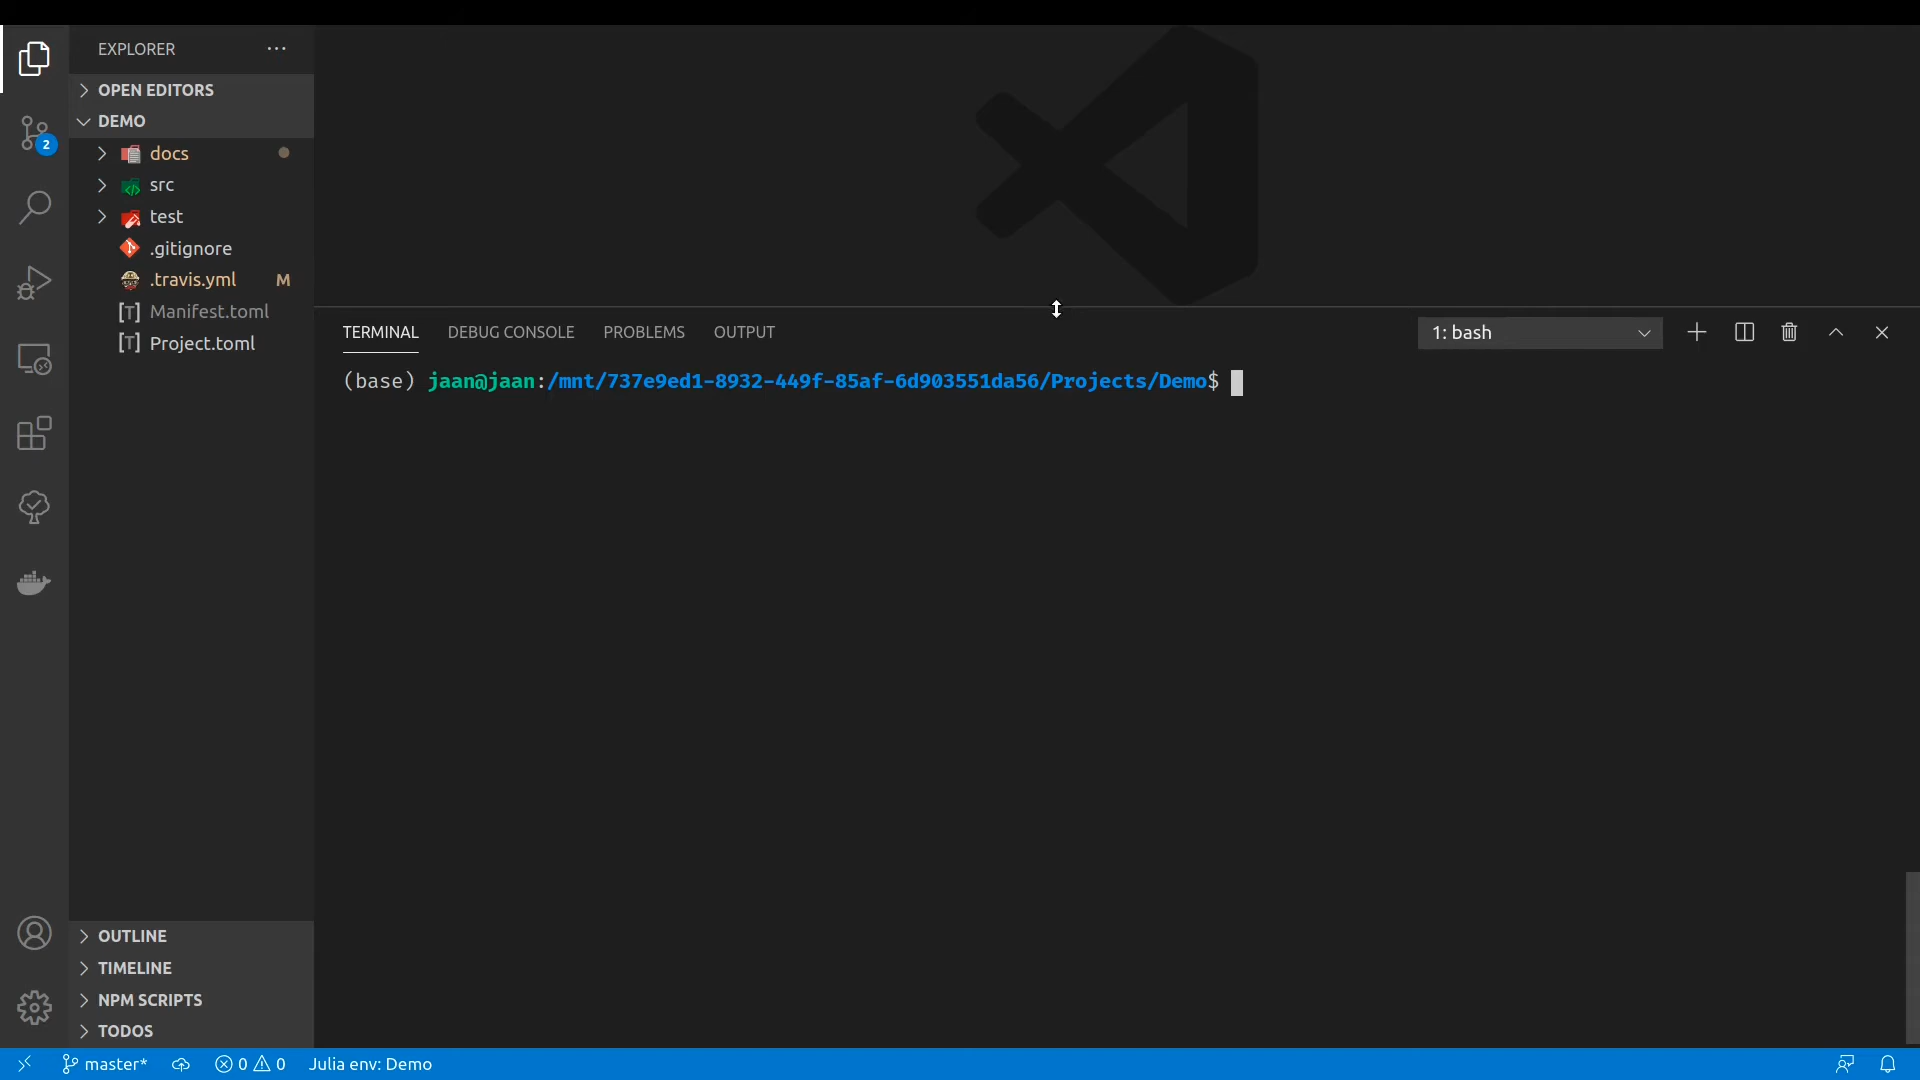 EXPLORER
OPEN EDITORS
DEMO
docs
src
test
.gitignore
.travis.yml M
[T] Manifest.toml
[T] Project.toml
OUTLINE
TIMELINE
NPM SCRIPTS
TODOS
2
TERMINAL DEBUG CONSOLE PROBLEMS OUTPUT 1: bash
(base) jaan@jaan:/mnt/737e9ed1-8932-449f-85af-6d903551da56/Projects/Demo$
master* 0 0 Julia env: Demo